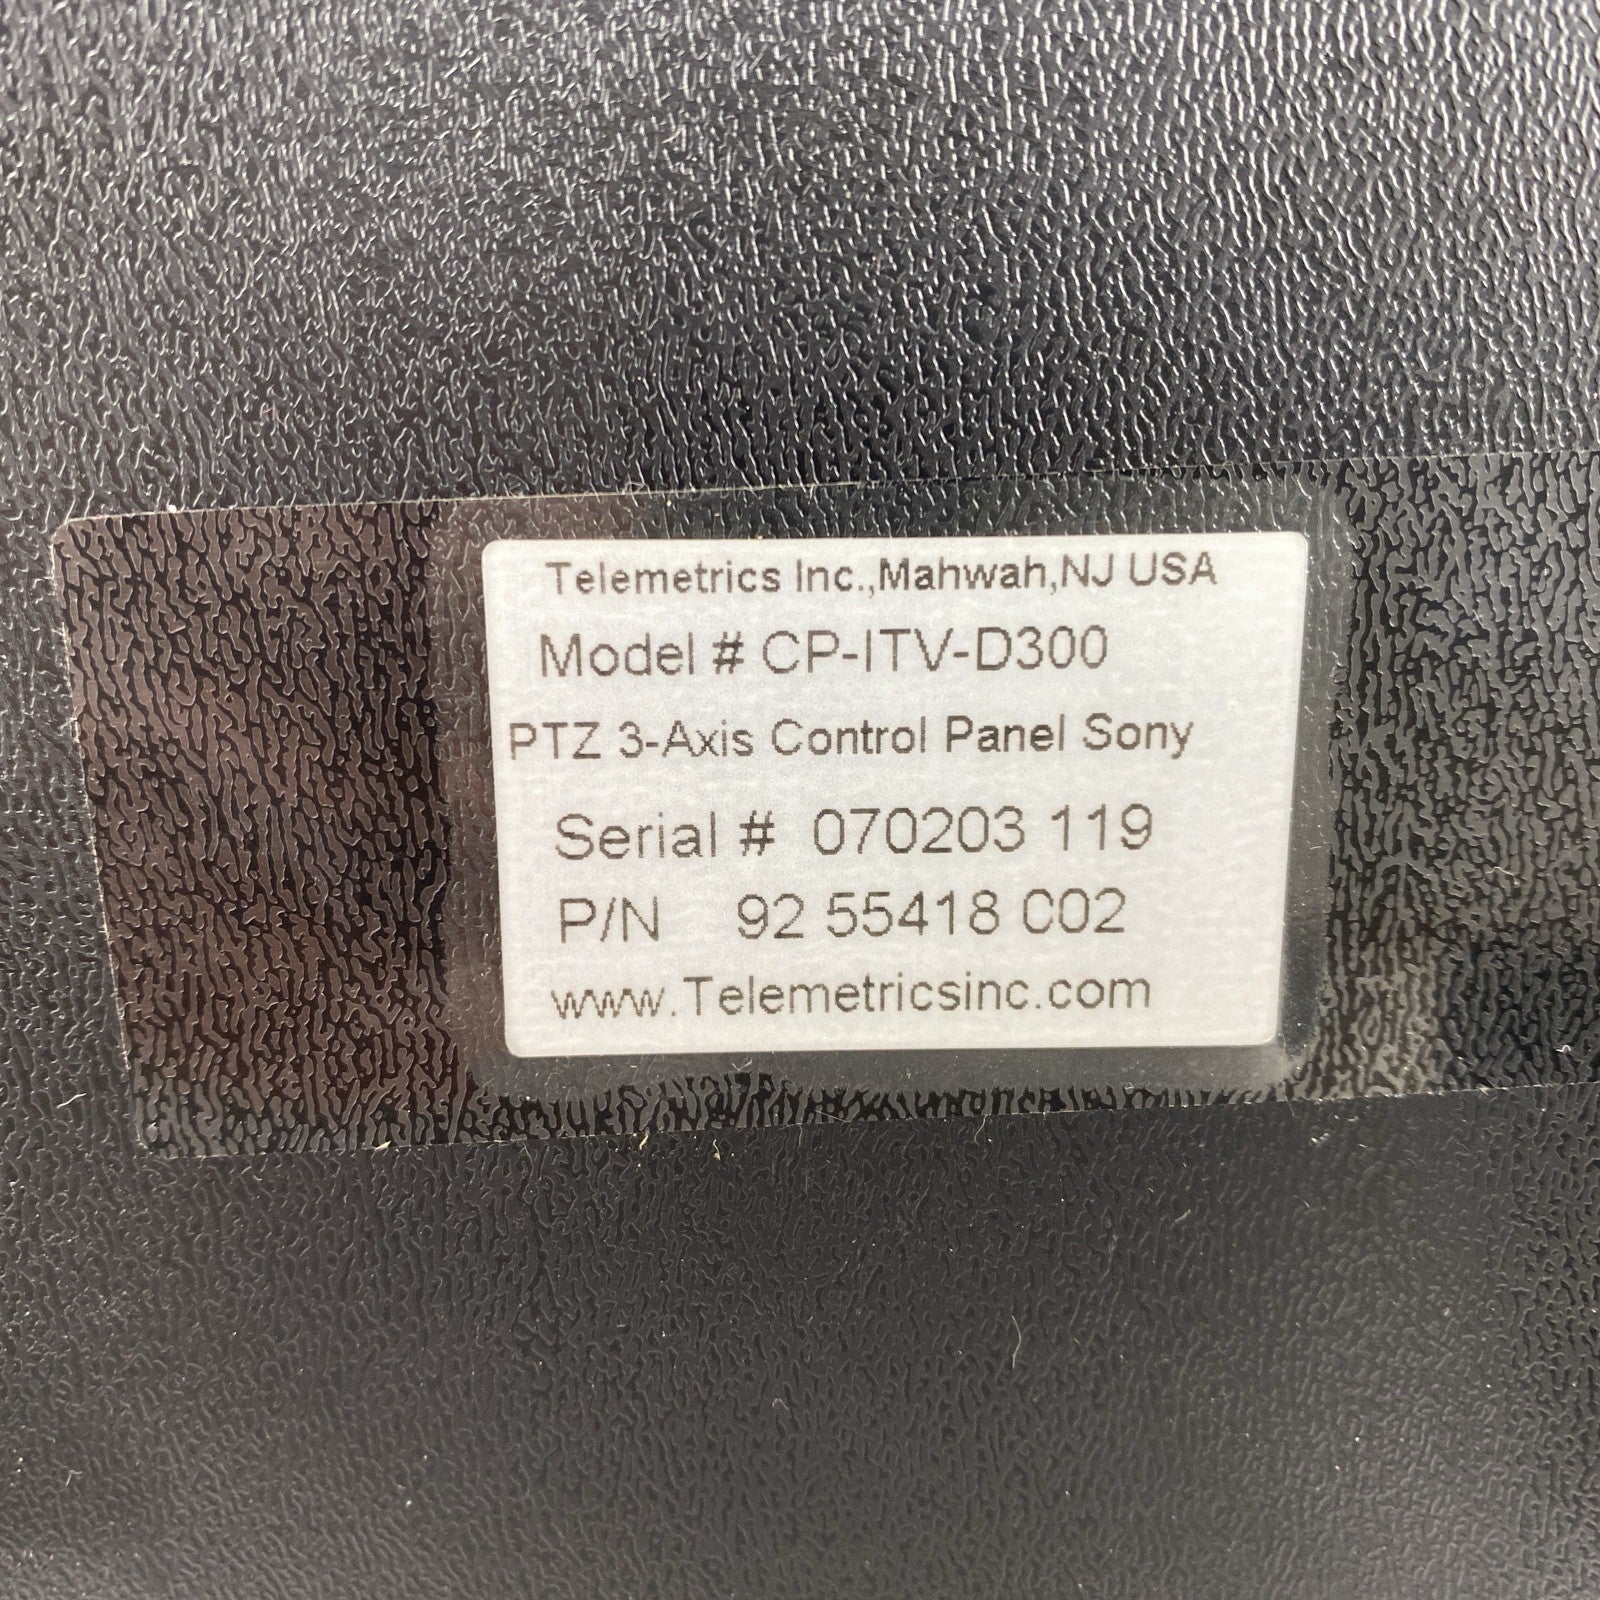 Telemetrics Inc.,Mahwah,NJ USA
Model # CP-ITV-D300
PTZ 3-Axis Control Panel Sony
Serial # 070203 119
P/N 92 55418 002
www.Telemetricsinc.com